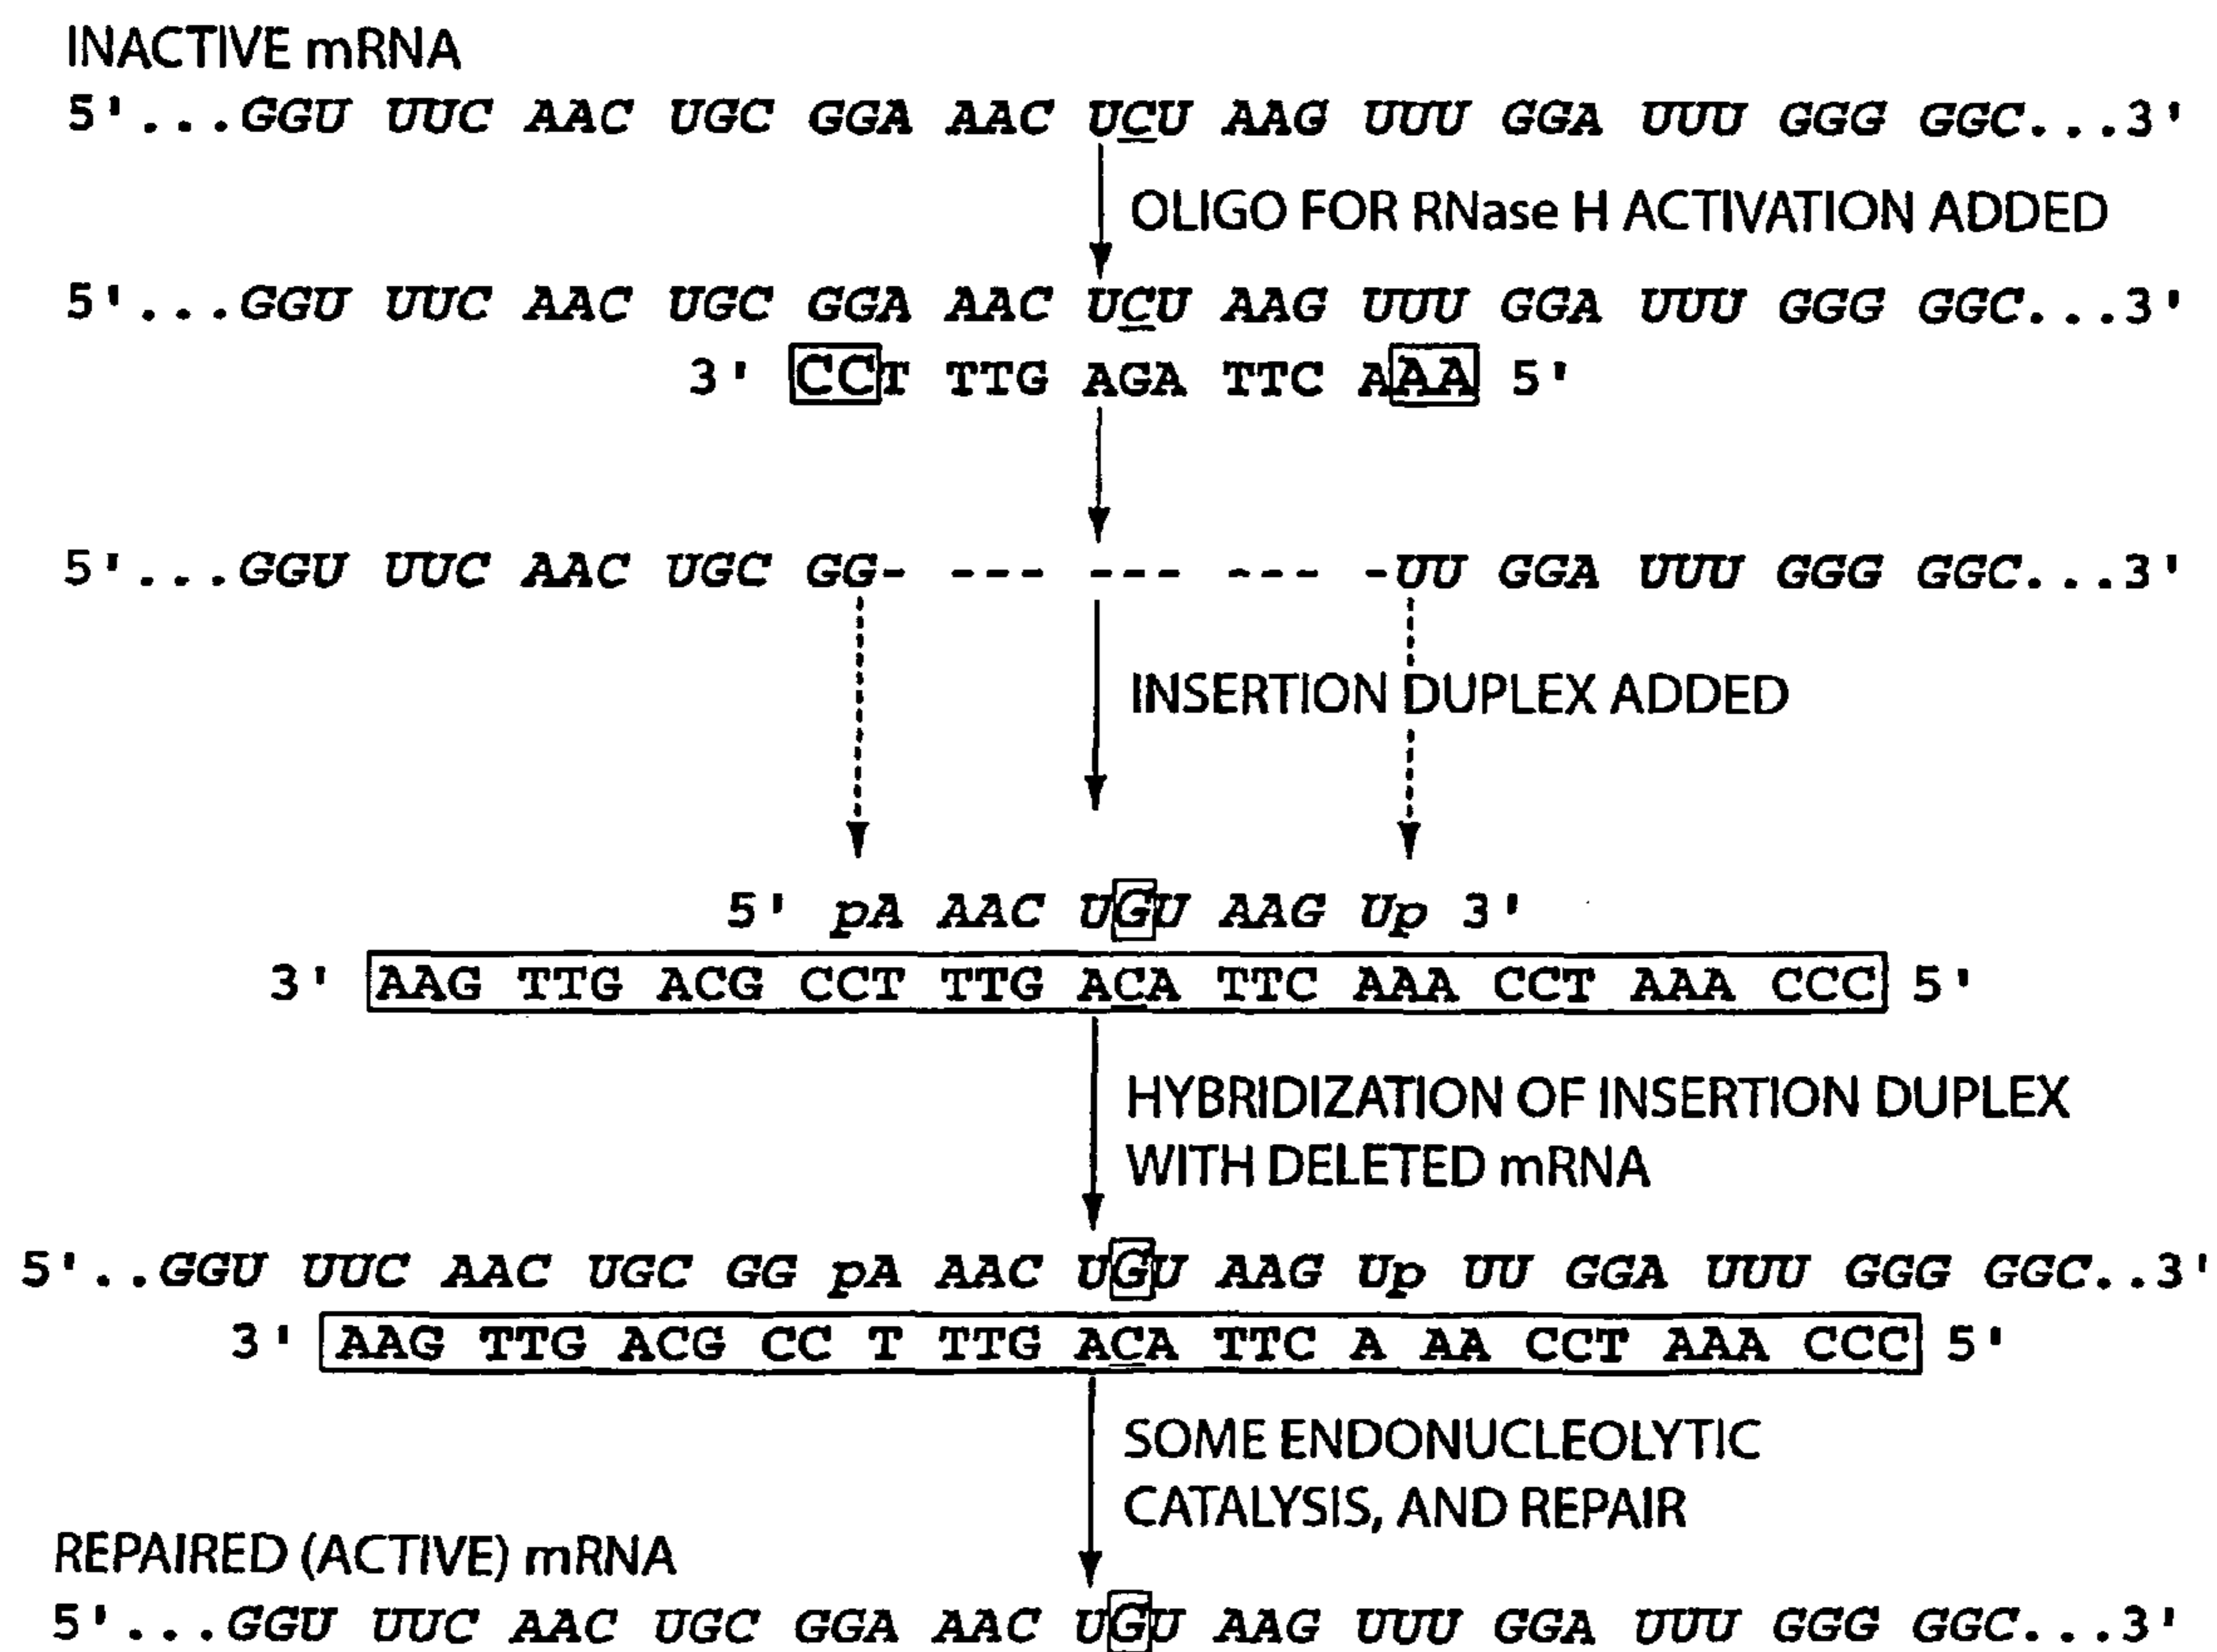 INACTIVE mRNA
5'...GGU UUC AAC UGC GGA AAC UCU AAG UUU GGA UUU GGG GGC...3'
OLIGO FOR RNase H ACTIVATION ADDED
5'...GGU UUC AAC UGC GGA AAC UCU AAG UUU GGA UUU GGG GGC...3'
3' CCT TTG AGA TTC AAA 5'
5'...GGU UUC AAC UGC GG- --- --- --- -UU GGA UUU GGG GGC...3'
INSERTION DUPLEX ADDED
5' pA AAC UGU AAG Up 3'
3' AAG TTG ACG CCT TTG ACA TTC AAA CCT AAA CCC 5'
HYBRIDIZATION OF INSERTION DUPLEX
WITH DELETED mRNA
5'..GGU UUC AAC UGC GG pA AAC UGU AAG Up UU GGA UUU GGG GGC..3'
3' AAG TTG ACG CC T TTG ACA TTC A AA CCT AAA CCC 5'
SOME ENDONUCLEOLYTIC
CATALYSIS, AND REPAIR
REPAIRED (ACTIVE) mRNA
5'...GGU UUC AAC UGC GGA AAC UGU AAG UUU GGA UUU GGG GGC...3'